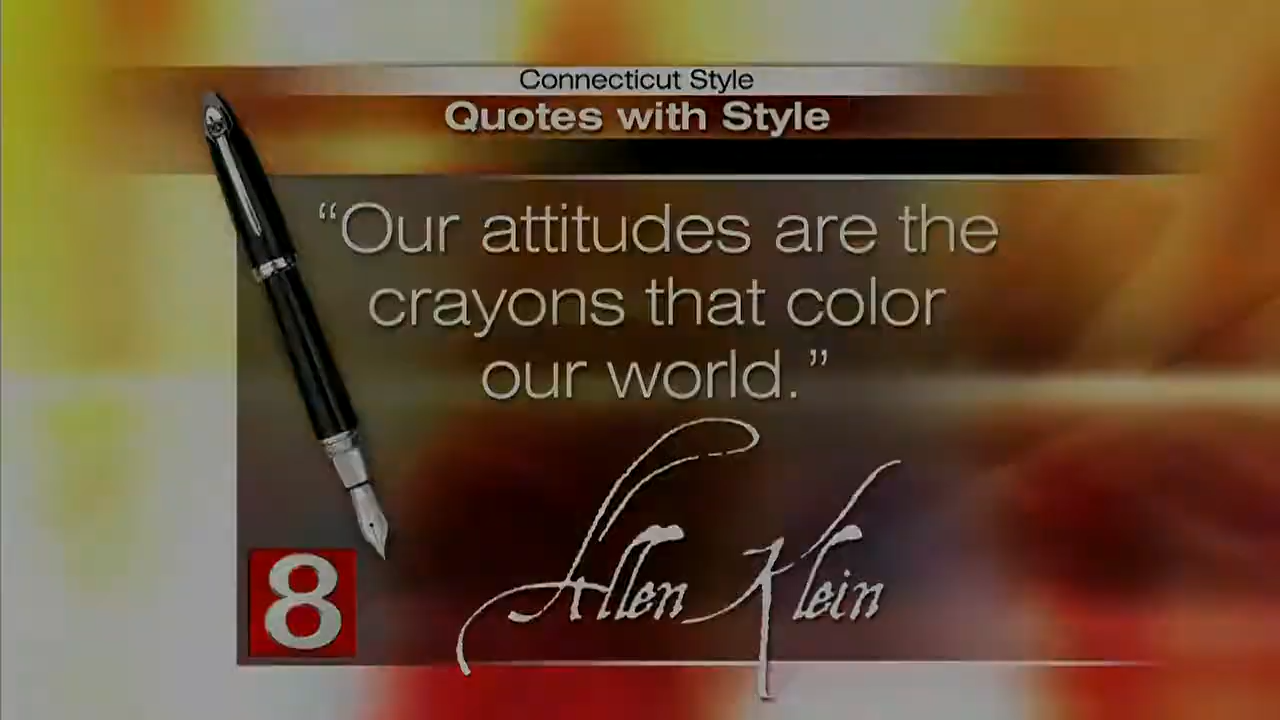 Connecticut Style
Quotes with Style
“Our attitudes are the
crayons that color
our world.”
Allen Klein
8